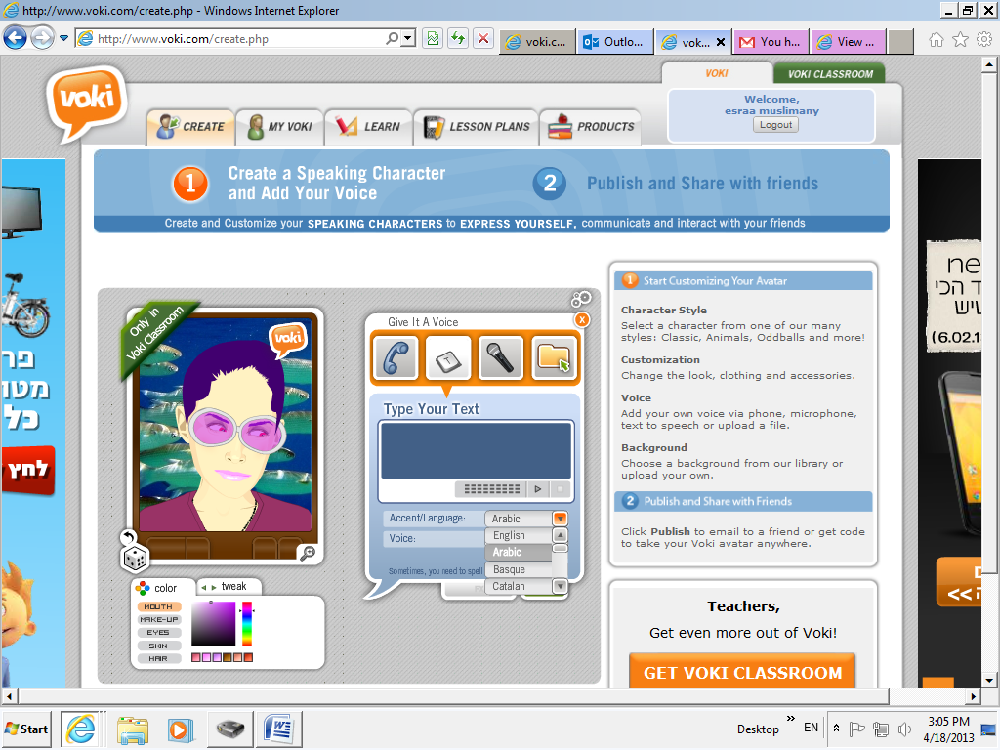 http://www.voki.com/create.php - Windows Internet Explorer
http://www.voki.com/create.php
voki.c...
Outlo...
vok...
You h...
View ...
voki
VOKI
VOKI CLASSROOM
CREATE
MY VOKI
LEARN
LESSON PLANS
PRODUCTS
Welcome,
esraa muslimany
Logout
1
Create a Speaking Character
and Add Your Voice
2
Publish and Share with friends
Create and Customize your SPEAKING CHARACTERS to EXPRESS YOURSELF, communicate and interact with your friends
פר
מטו
כל
לחץ
Only In
Voki Classroom
voki
Give It A Voice
x
T
Type Your Text
Accent/Language:
Arabic
Voice:
English
Arabic
Basque
Catalan
Sometimes, you need to spell
color
tweak
MOUTH
MAKE-UP
EYES
SKIN
HAIR
1 Start Customizing Your Avatar
Character Style
Select a character from one of our many
styles: Classic, Animals, Oddballs and more!
Customization
Change the look, clothing and accessories.
Voice
Add your own voice via phone, microphone,
text to speech or upload a file.
Background
Choose a background from our library or
upload your own.
2 Publish and Share with Friends
Click Publish to email to a friend or get code
to take your Voki avatar anywhere.
Teachers,
Get even more out of Voki!
GET VOKI CLASSROOM
ne
ד הכי
טיש
(6.02.1
>>
Start
Desktop
EN
3:05 PM
4/18/2013